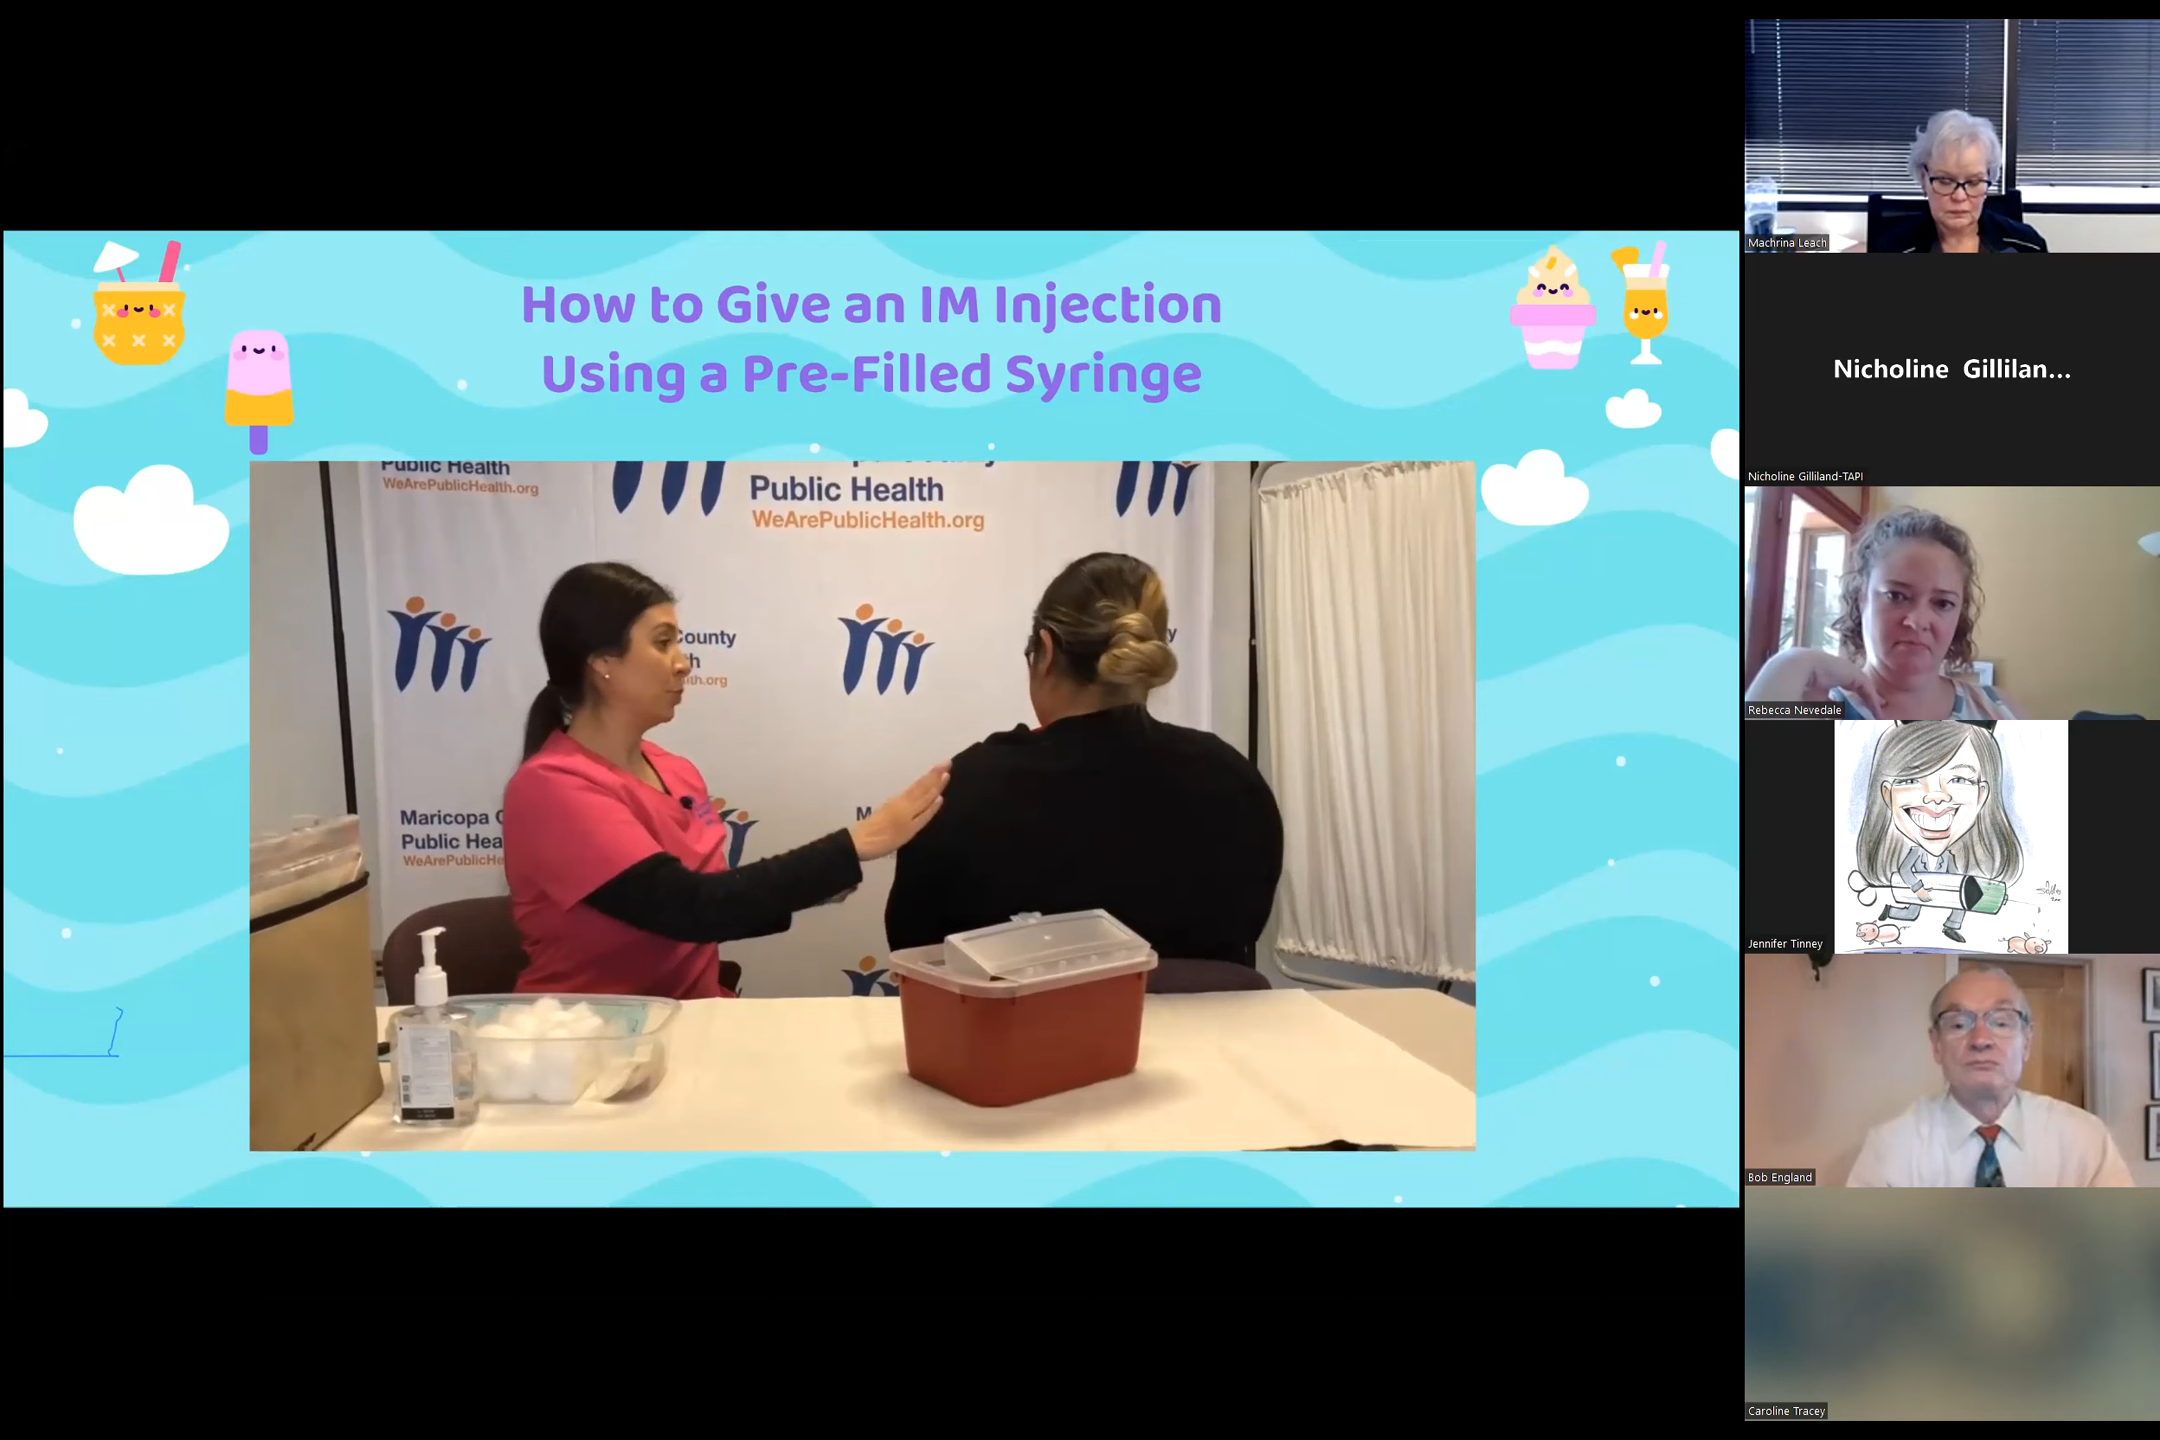 How to Give an IM Injection
Using a Pre-Filled Syringe
Public Health
WeArePublicHealth.org
Public Health
WeArePublicHealth.org
County
Maricopa
Public Hea
WeArePublicHe
Machrina Leach
Nicholine Gillilan...
Nicholine Gilliland-TAPI
Rebecca Nevedale
Jennifer Tinney
Bob England
Caroline Tracey